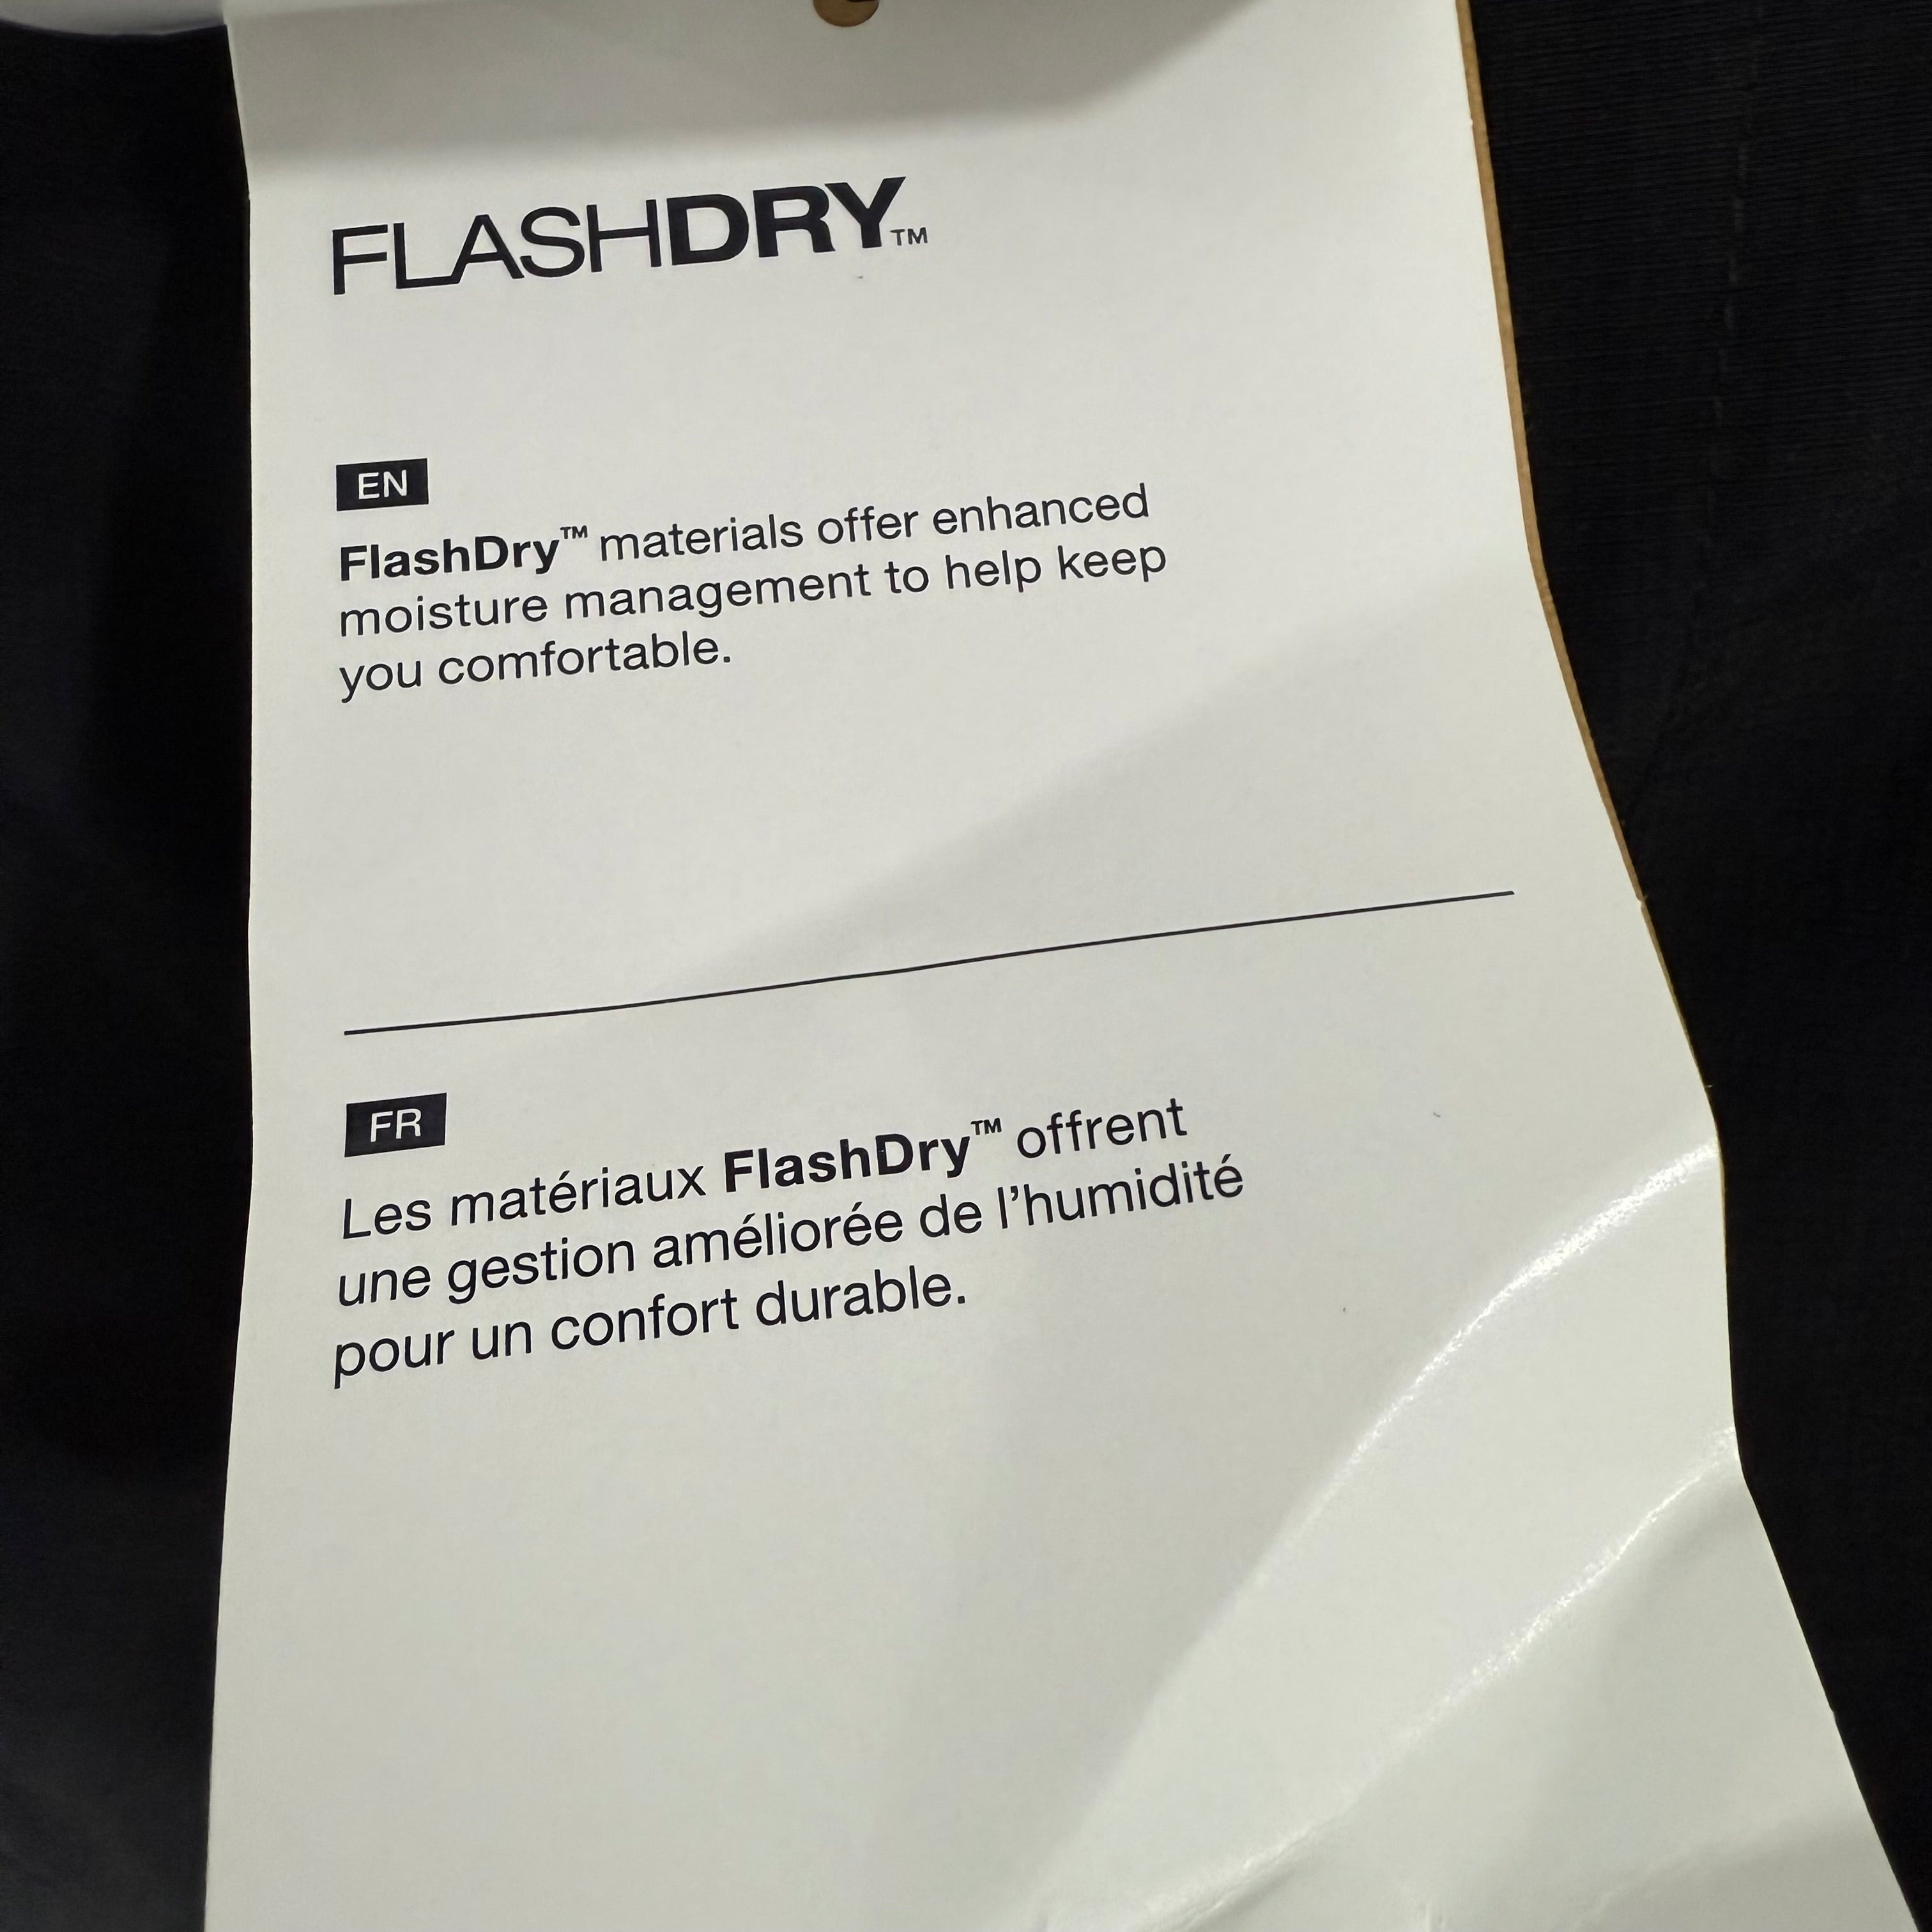 FLASHDRY™
EN
FlashDry™ materials offer enhanced
moisture management to help keep
you comfortable.
FR
Les matériaux FlashDry™ offrent
une gestion améliorée de l’humidité
pour un confort durable.